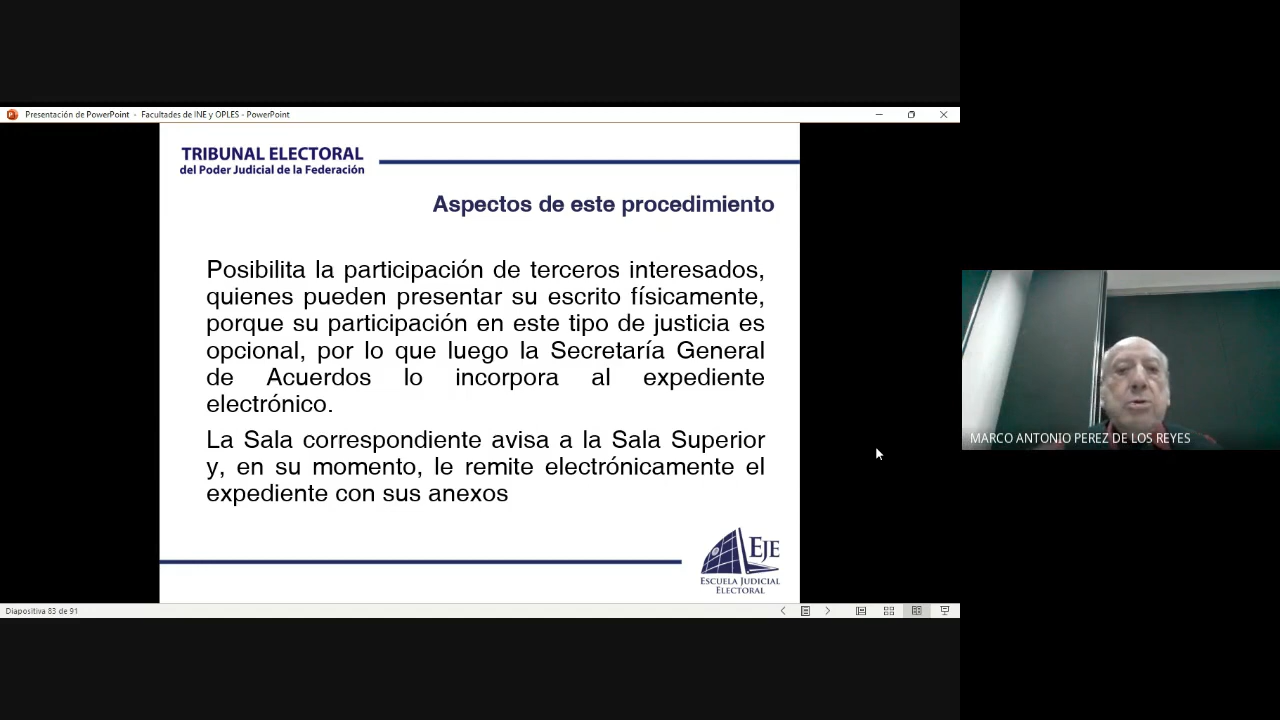 Presentación de PowerPoint - Facultades de INE y OPLES - PowerPoint
TRIBUNAL ELECTORAL
del Poder Judicial de la Federación
Aspectos de este procedimiento
Posibilita la participación de terceros interesados,
quienes pueden presentar su escrito físicamente,
porque su participación en este tipo de justicia es
opcional, por lo que luego la Secretaría General
de Acuerdos lo incorpora al expediente
electrónico.
La Sala correspondiente avisa a la Sala Superior
y, en su momento, le remite electrónicamente el
expediente con sus anexos
EJE
ESCUELA JUDICIAL
ELECTORAL
Diapositiva 83 de 91
MARCO ANTONIO PEREZ DE LOS REYES